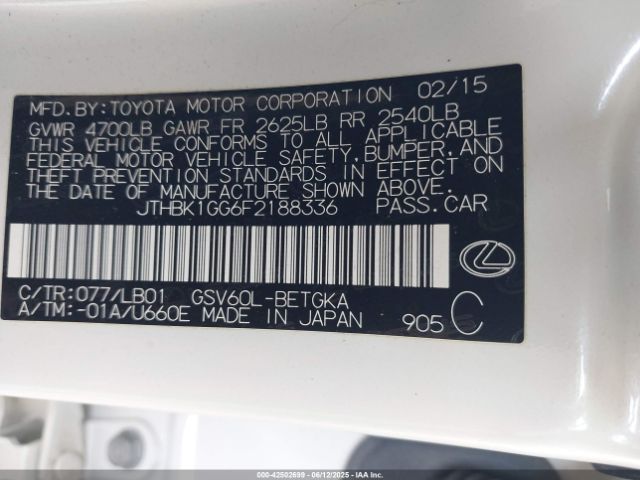 MFD. BY: TOYOTA MOTOR CORPORATION 02/15
GVWR 4700LB GAWR FR 2625LB RR 2540LB
THIS VEHICLE CONFORMS TO ALL APPLICABLE
FEDERAL MOTOR VEHICLE SAFETY, BUMPER, AND
THEFT PREVENTION STANDARDS IN EFFECT ON
THE DATE OF MANUFACTURE SHOWN ABOVE.
JTHBK1GG6F2188336 PASS. CAR
C/TR: 077/LB01 GSV60L-BETGKA
A/TM: -01A/U660E MADE IN JAPAN 905 C
000-42502699 - 06/12/2025 - IAA Inc.